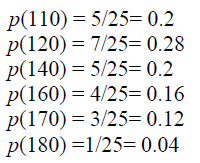 p(110) = 5/25= 0.2
p(120) = 7/25= 0.28
p(140) = 5/25= 0.2
p(160) = 4/25= 0.16
p(170) = 3/25= 0.12
p(180) =1/25= 0.04